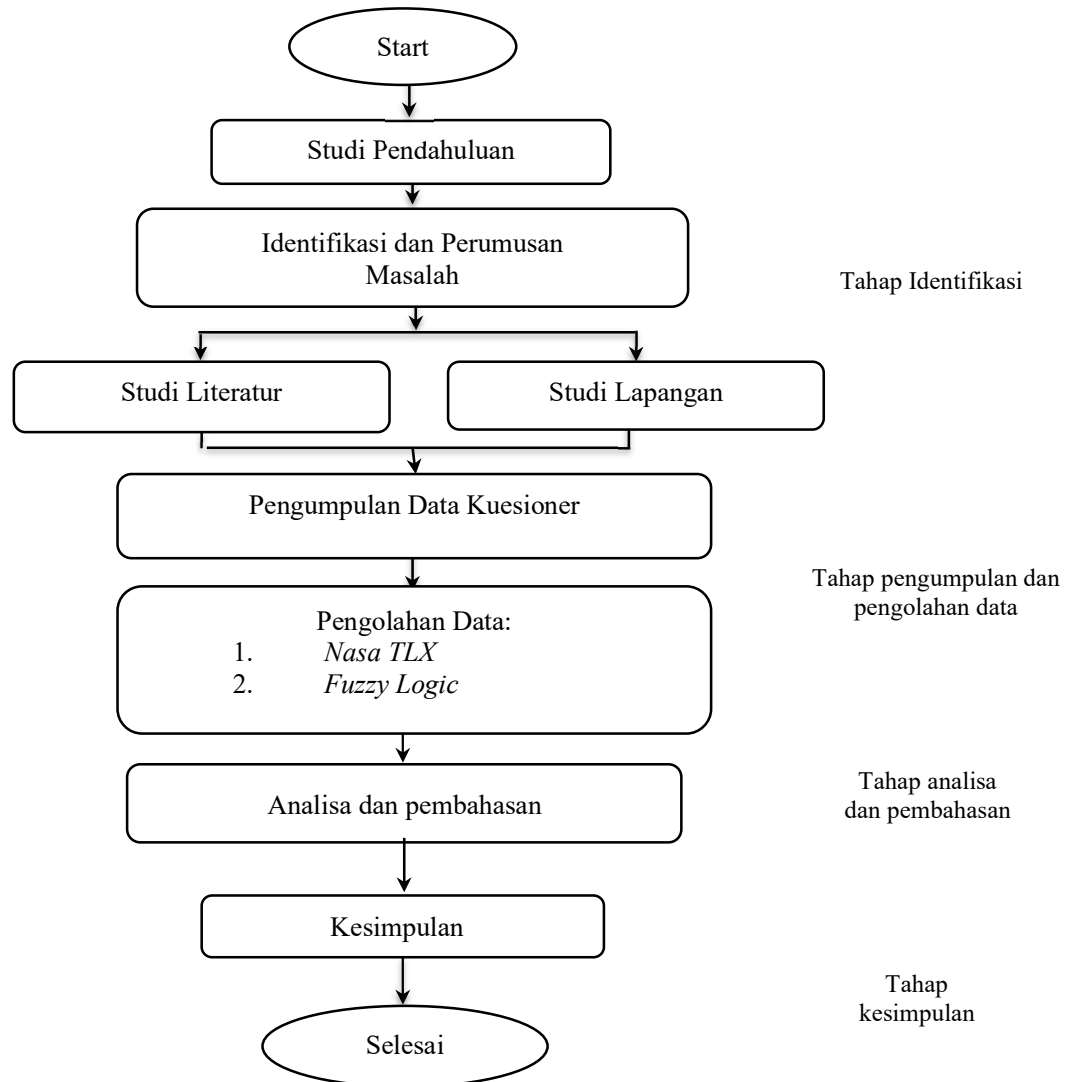 Start
Studi Pendahuluan
Identifikasi dan Perumusan
Masalah
Tahap Identifikasi
Studi Literatur
Studi Lapangan
Pengumpulan Data Kuesioner
Tahap pengumpulan dan
pengolahan data
Pengolahan Data:
1. Nasa TLX
2. Fuzzy Logic
Analisa dan pembahasan
Tahap analisa
dan pembahasan
Kesimpulan
Tahap
kesimpulan
Selesai